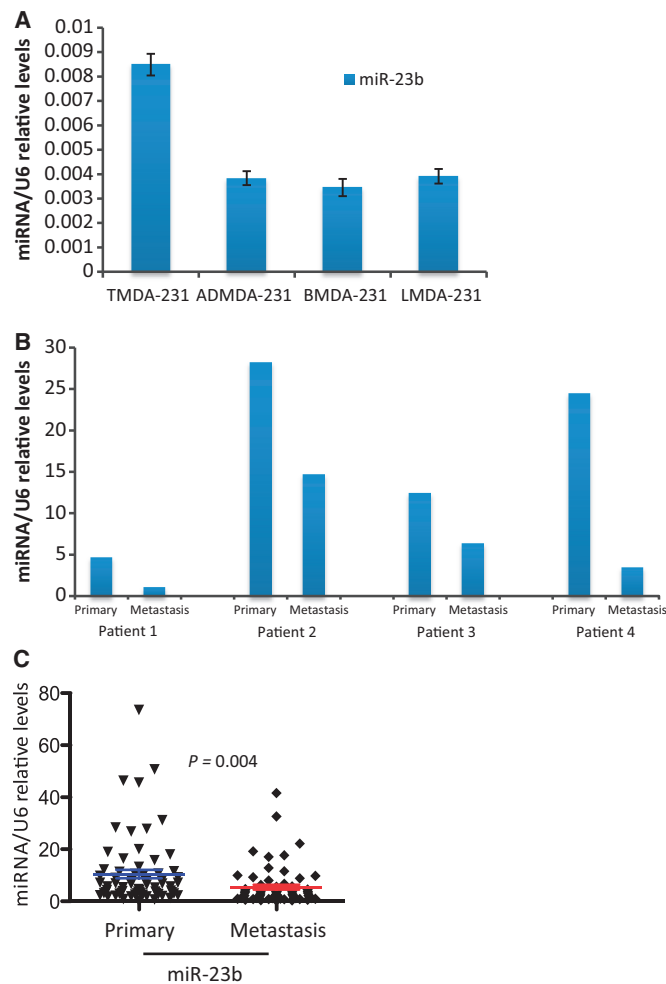 A
miRNA/U6 relative levels
0.01
0.009
0.008
0.007
0.006
0.005
0.004
0.003
0.002
0.001
0
miR-23b
TMDA-231 ADMDA-231 BMDA-231 LMDA-231
B
miRNA/U6 relative levels
30
25
20
15
10
5
0
Primary Metastasis Primary Metastasis Primary Metastasis Primary Metastasis
Patient 1 Patient 2 Patient 3 Patient 4
C
miRNA/U6 relative levels
80
60
40
20
0
P = 0.004
Primary Metastasis
miR-23b